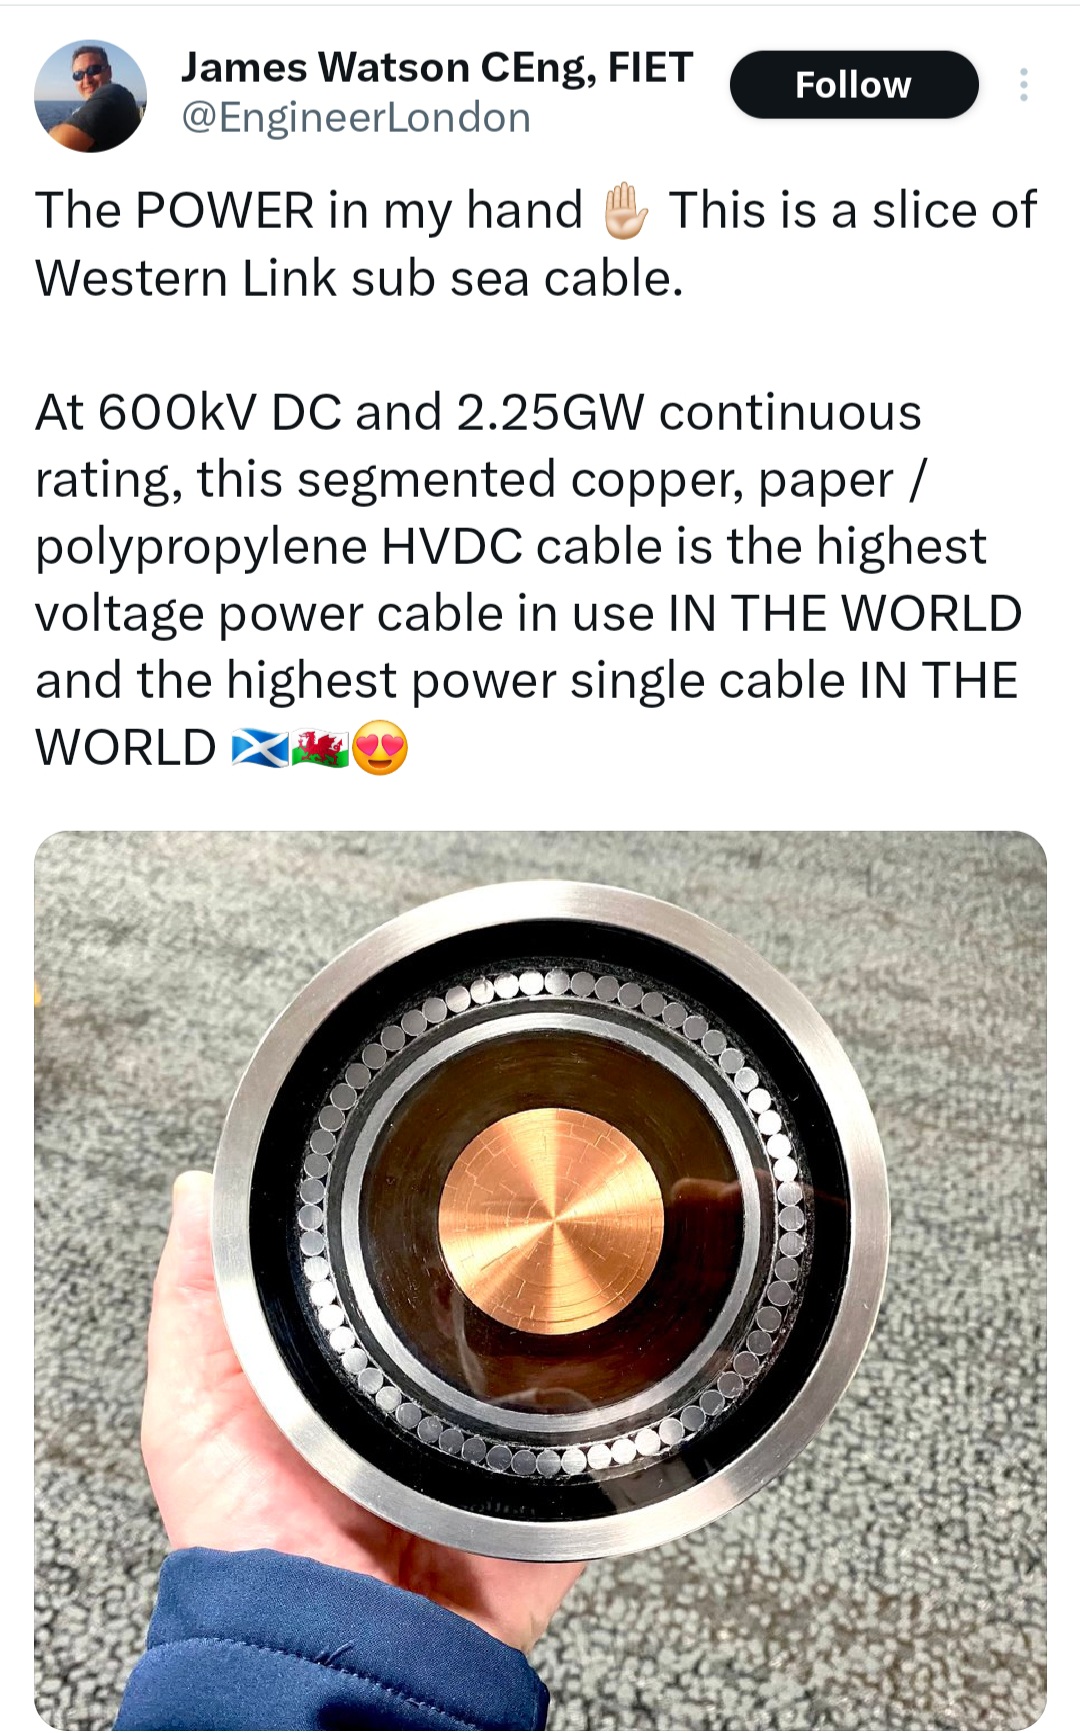 James Watson CEng, FIET
@EngineerLondon
Follow
The POWER in my hand ✋🏻 This is a slice of
Western Link sub sea cable.
At 600kV DC and 2.25GW continuous
rating, this segmented copper, paper /
polypropylene HVDC cable is the highest
voltage power cable in use IN THE WORLD
and the highest power single cable IN THE
WORLD 🏴󠁧󠁢󠁳󠁣󠁴󠁿🏴󠁧󠁢󠁷󠁬󠁳󠁿😍